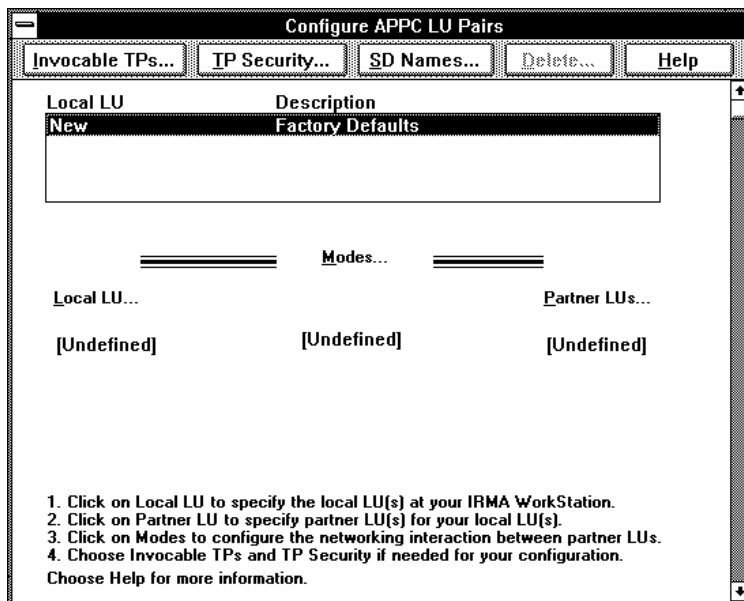 Configure APPC LU Pairs
Invocable TPs... TP Security... SD Names... Delete... Help
Local LU Description
New Factory Defaults
Modes...
Local LU... Partner LUs...
[Undefined] [Undefined] [Undefined]
1. Click on Local LU to specify the local LU(s) at your IRMA WorkStation.
2. Click on Partner LU to specify partner LU(s) for your local LU(s).
3. Click on Modes to configure the networking interaction between partner LUs.
4. Choose Invocable TPs and TP Security if needed for your configuration.
Choose Help for more information.